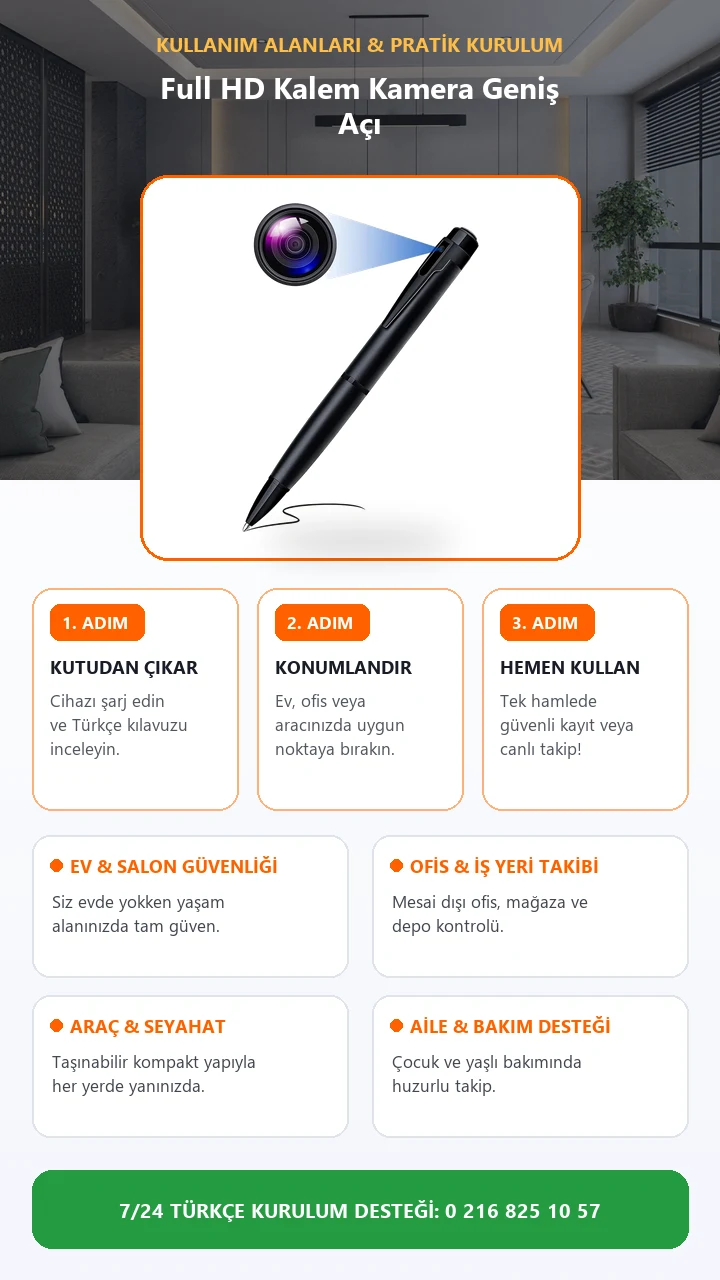 KULLANIM ALANLARI & PRATİK KURULUM
Full HD Kalem Kamera Geniş
Açı
1. ADIM
KUTUDAN ÇIKAR
Cihazı şarj edin
ve Türkçe kılavuzu
inceleyin.
2. ADIM
KONUMLANDIR
Ev, ofis veya
aracınızda uygun
noktaya bırakın.
3. ADIM
HEMEN KULLAN
Tek hamlede
güvenli kayıt veya
canlı takip!
EV & SALON GÜVENLİĞİ
Siz evde yokken yaşam
alanınızda tam güven.
OFİS & İŞ YERİ TAKİBİ
Mesai dışı ofis, mağaza ve
depo kontrolü.
ARAÇ & SEYAHAT
Taşınabilir kompakt yapıyla
her yerde yanınızda.
AİLE & BAKIM DESTEĞİ
Çocuk ve yaşlı bakımında
huzurlu takip.
7/24 TÜRKÇE KURULUM DESTEĞİ: 0 216 825 10 57